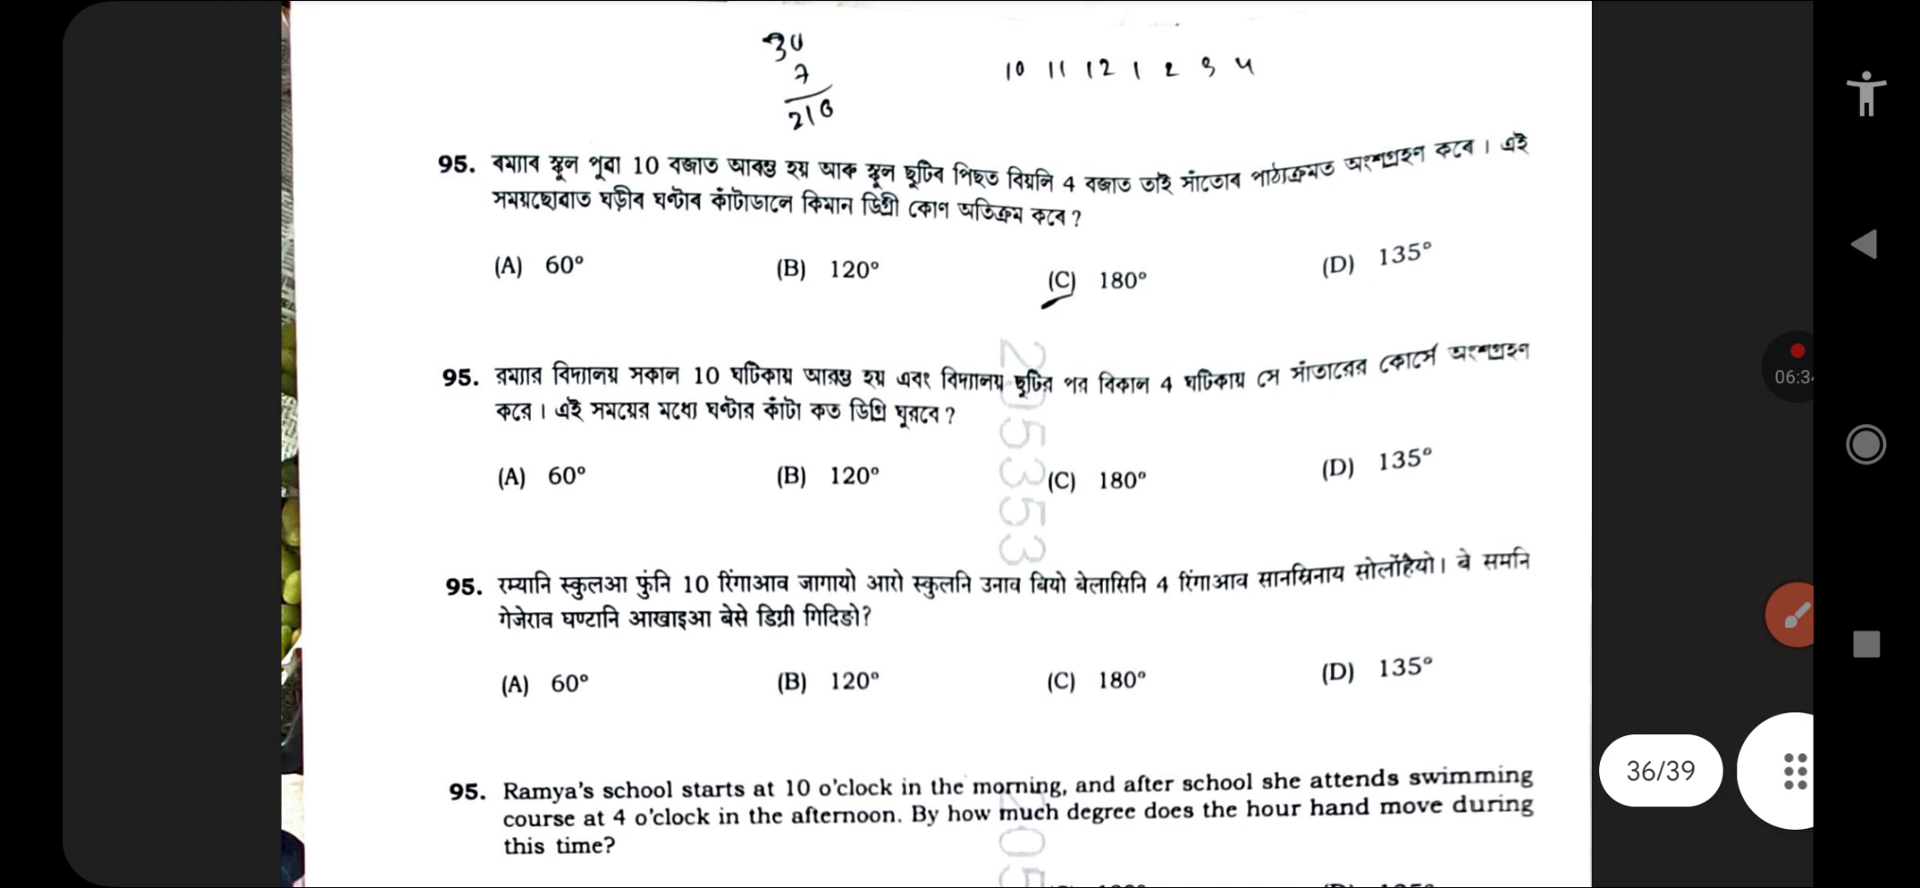 30
7
210
10 11 12 1 2 3 4
95. ৰম্যাৰ স্কুল পুৱা 10 বজাত আৰম্ভ হয় আৰু স্কুল ছুটিৰ পিছত বিয়লি 4 বজাত তাই সাঁতোৰ পাঠ্যক্ৰমত অংশগ্ৰহণ কৰে। এই
সময়ছোৱাত ঘড়ীৰ ঘণ্টাৰ কাঁটাডালে কিমান ডিগ্ৰী কোণ অতিক্ৰম কৰে?
(A) 60° (B) 120° (C) 180° (D) 135°
95. রম্যার বিদ্যালয় সকাল 10 ঘটিকায় আরম্ভ হয় এবং বিদ্যালয় ছুটির পর বিকাল 4 ঘটিকায় সে সাঁতারের কোর্সে অংশগ্রহণ
করে। এই সময়ের মধ্যে ঘণ্টার কাঁটা কত ডিগ্রি ঘুরবে?
(A) 60° (B) 120° (C) 180° (D) 135°
95. रम्यानि स्कुलआ फुंनि 10 रिंगाआव जागायो आरो स्कुलनि उनाव बियो बेलासिनि 4 रिंगाआव सानस्रिनाय सोलोंहैयो। बे समनि
गेजेराव घण्टानि आखाइआ बेसे डिग्री गिदिङो?
(A) 60° (B) 120° (C) 180° (D) 135°
95. Ramya's school starts at 10 o'clock in the morning, and after school she attends swimming
course at 4 o'clock in the afternoon. By how much degree does the hour hand move during
this time?
205353
205
06:3
36/39